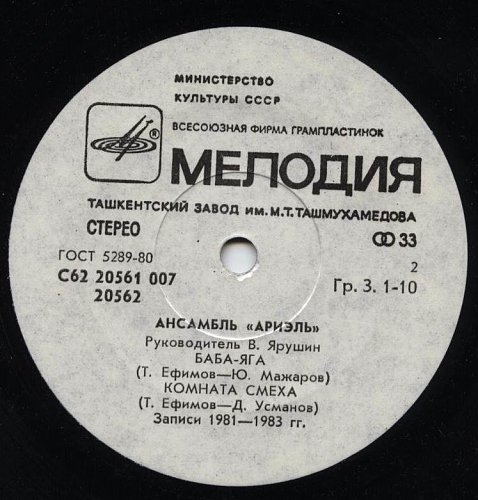 МИНИСТЕРСТВО
КУЛЬТУРЫ СССР
ВСЕСОЮЗНАЯ ФИРМА ГРАМПЛАСТИНОК
® МЕЛОДИЯ
ТАШКЕНТСКИЙ ЗАВОД ИМ. М.Т. ТАШМУХАМЕДОВА
СТЕРЕО 33
ГОСТ 5289-80 2
С62 20561 007 Гр. 3. 1-10
20562
АНСАМБЛЬ «АРИЭЛЬ»
Руководитель В. Ярушин
БАБА-ЯГА
(Т. Ефимов—Ю. Мажаров)
КОМНАТА СМЕХА
(Т. Ефимов—Д. Усманов)
Записи 1981—1983 гг.